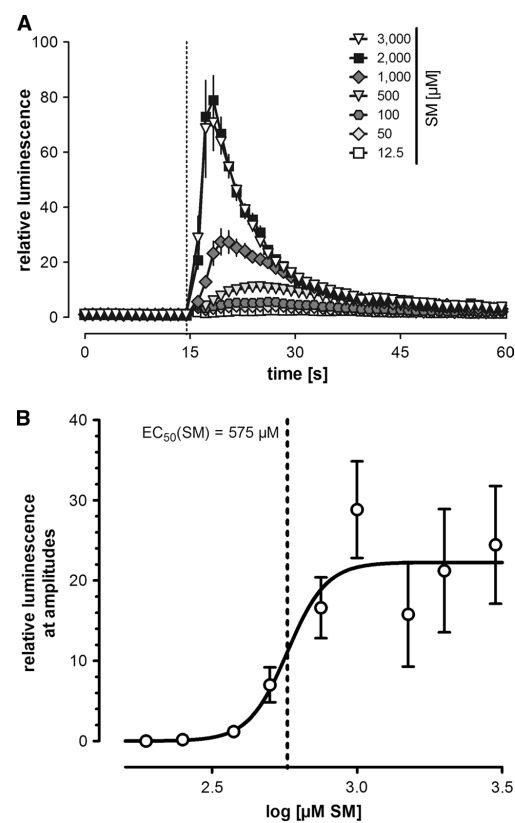 A
100
80
60
40
20
0
relative luminescence
3,000
2,000
1,000
500
100
50
12.5
SM [µM]
0 15 30 45 60
time [s]
B
EC50(SM) = 575 µM
40
30
20
10
0
relative luminescence
at amplitudes
2.5 3.0 3.5
log [µM SM]